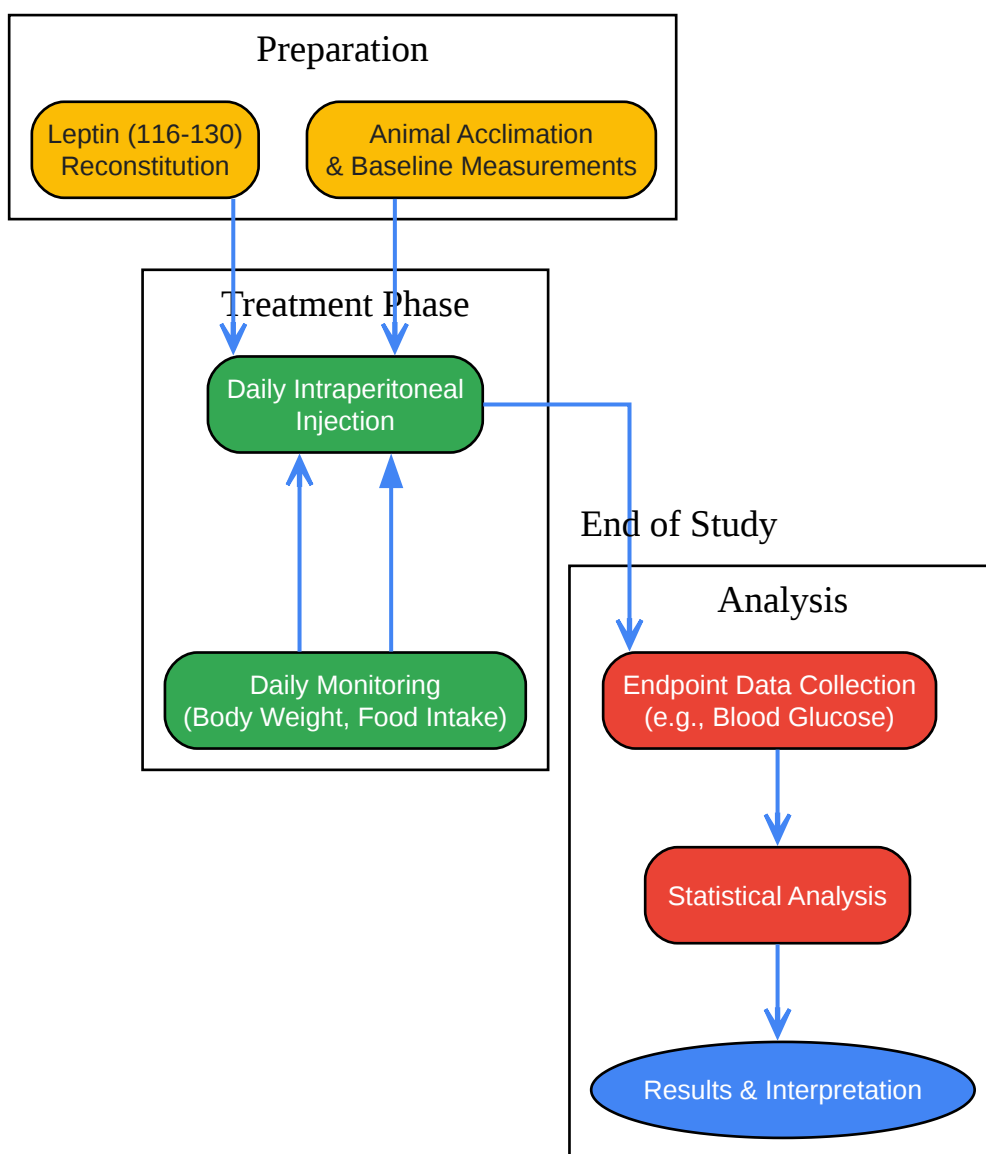 Preparation
Leptin (116-130)
Reconstitution
Animal Acclimation
& Baseline Measurements
Treatment Phase
Daily Intraperitoneal
Injection
Daily Monitoring
(Body Weight, Food Intake)
End of Study
Analysis
Endpoint Data Collection
(e.g., Blood Glucose)
Statistical Analysis
Results & Interpretation